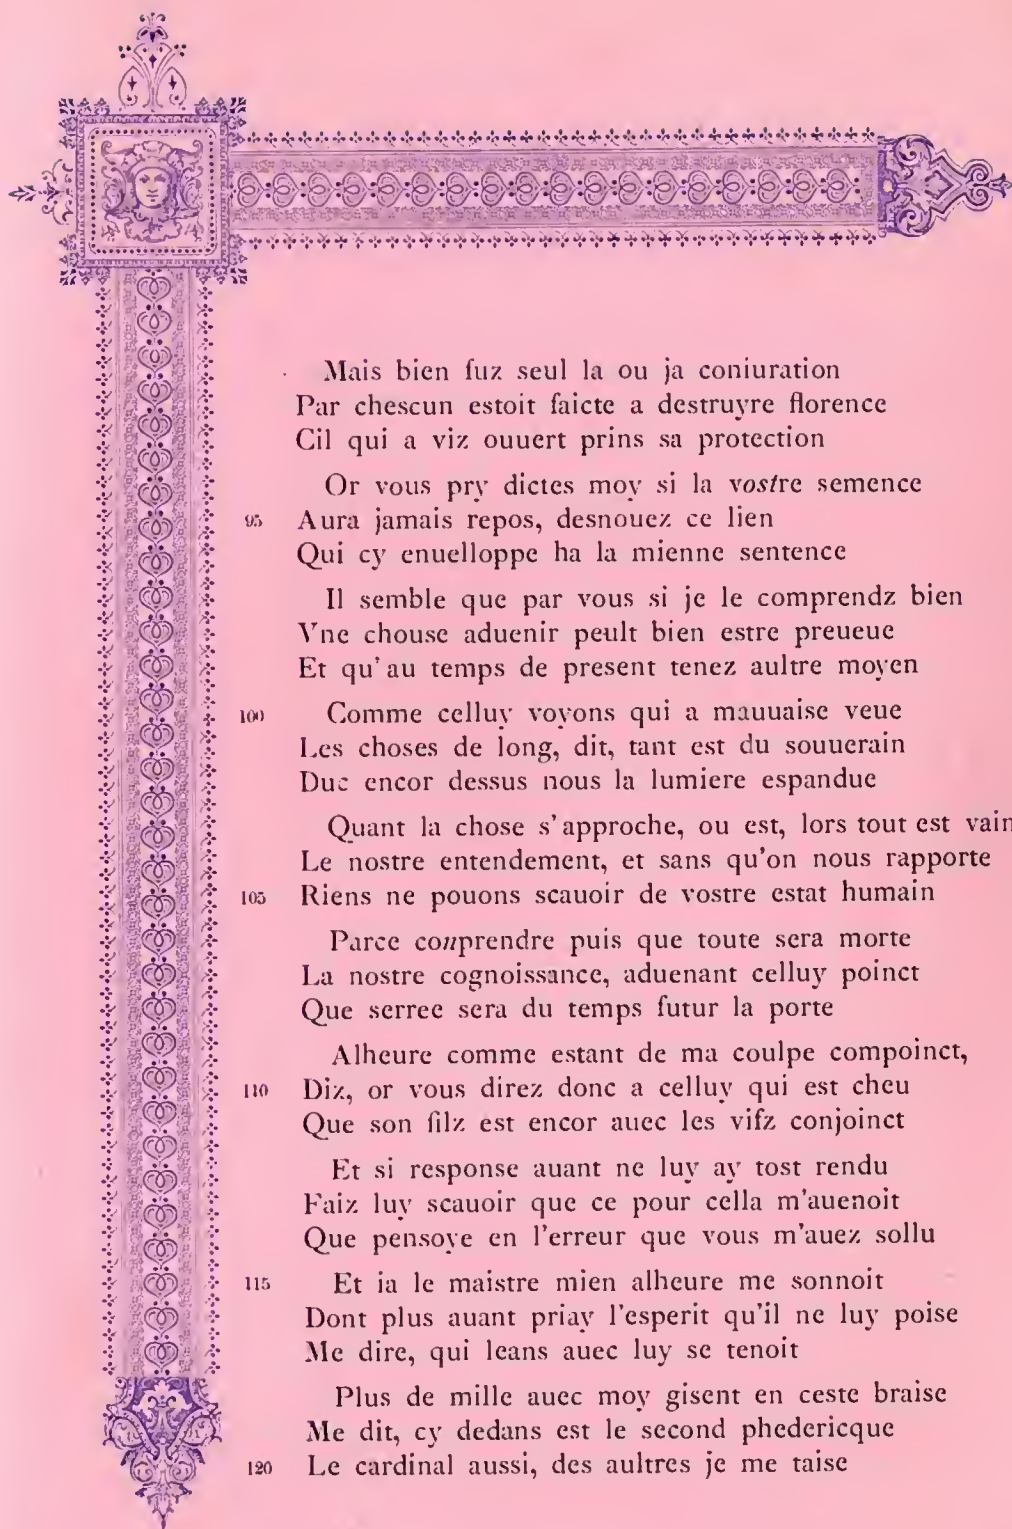 Mais bien fuz seul la ou ja coniuration
Par chescun estoit faicte a destruyre florence
Cil qui a viz ouuert prins sa protection
Or vous pry dictes moy si la vostre semence
95 Aura jamais repos, desnouez ce lien
Qui cy enuelloppe ha la mienne sentence
Il semble que par vous si je le comprendz bien
Vne chouse aduenir peult bien estre preueue
Et qu'au temps de present tenez aultre moyen
100 Comme celluy voyons qui a mauuaise veue
Les choses de long, dit, tant est du souuerain
Duc encor dessus nous la lumiere espandue
Quant la chose s'approche, ou est, lors tout est vain
Le nostre entendement, et sans qu'on nous rapporte
105 Riens ne pouons scauoir de vostre estat humain
Parce conprendre puis que toute sera morte
La nostre cognoissance, aduenant celluy poinct
Que serree sera du temps futur la porte
Alheure comme estant de ma coulpe compoinct,
110 Diz, or vous direz donc a celluy qui est cheu
Que son filz est encor auec les vifz conjoinct
Et si response auant ne luy ay tost rendu
Faiz luy scauoir que ce pour cella m'auenoit
Que pensoye en l'erreur que vous m'auez sollu
115 Et ia le maistre mien alheure me sonnoit
Dont plus auant priay l'esperit qu'il ne luy poise
Me dire, qui leans auec luy se tenoit
Plus de mille auec moy gisent en ceste braise
Me dit, cy dedans est le second phedericque
120 Le cardinal aussi, des aultres je me taise